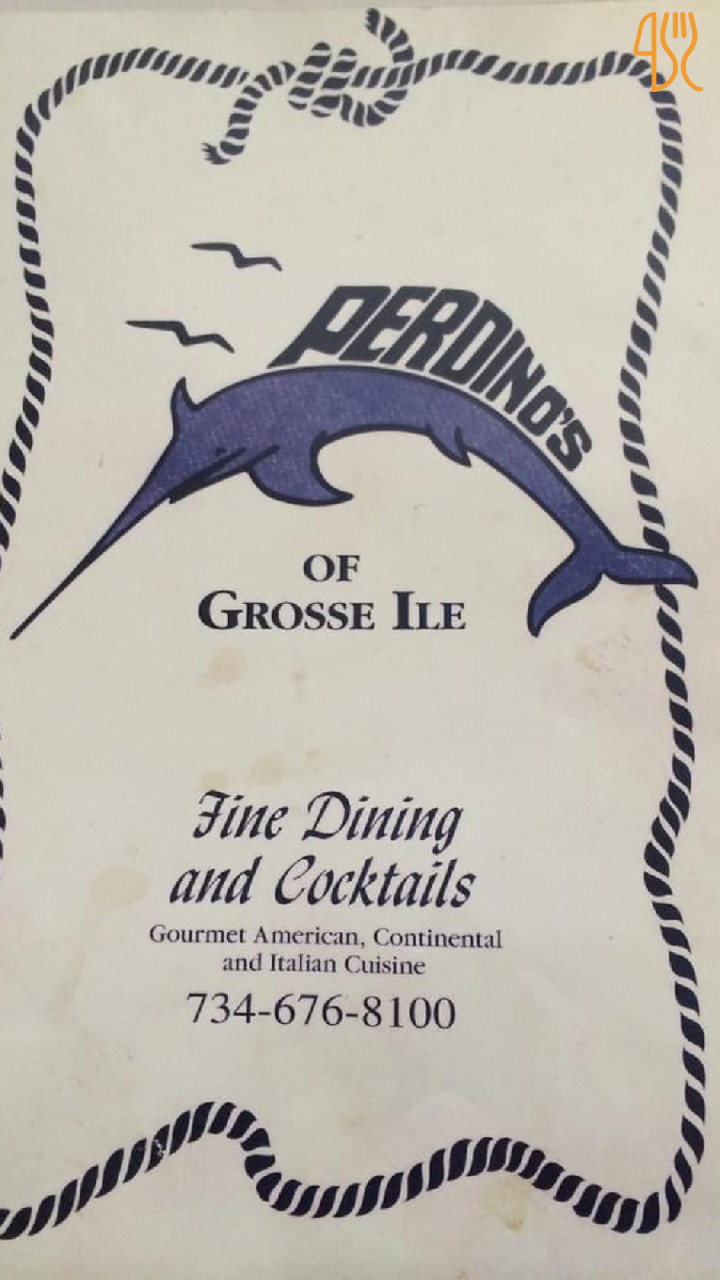 PERDINO'S
OF
GROSSE ILE
Fine Dining
and Cocktails
Gourmet American, Continental
and Italian Cuisine
734-676-8100